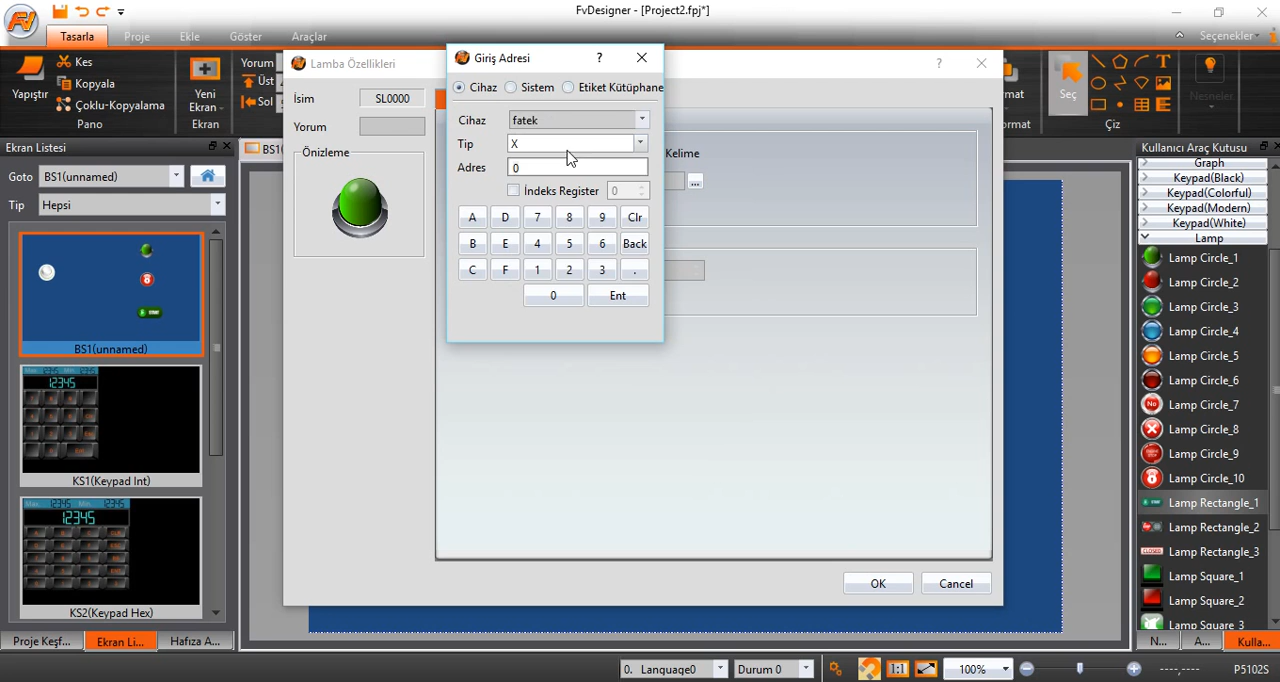 FvDesigner - [Project2.fpj*]
Tasarla Proje Ekle Göster Araçlar Seçenekler
Yapıştır
Kes
Kopyala
Çoklu-Kopyalama
Pano
Yeni
Ekran
Ekran
Yorum
Üst
Sol
Lamba Özellikleri ?
İsim SL0000
Yorum
Önizleme
Giriş Adresi ?
Cihaz Sistem Etiket Kütüphane
Cihaz fatek
Tip X
Adres 0
İndeks Register 0
A D 7 8 9 Clr
B E 4 5 6 Back
C F 1 2 3 .
0 Ent
Kelime
...
OK Cancel
Seç
Çiz
Nesneler
Ekran Listesi
Goto BS1(unnamed)
Tip Hepsi
BS1(unnamed)
KS1(Keypad Int)
KS2(Keypad Hex)
12345
12345
Proje Keşf... Ekran Li... Hafıza A...
Kullanıcı Araç Kutusu
Graph
Keypad(Black)
Keypad(Colorful)
Keypad(Modern)
Keypad(White)
Lamp
Lamp Circle_1
Lamp Circle_2
Lamp Circle_3
Lamp Circle_4
Lamp Circle_5
Lamp Circle_6
Lamp Circle_7
Lamp Circle_8
Lamp Circle_9
Lamp Circle_10
Lamp Rectangle_1
Lamp Rectangle_2
Lamp Rectangle_3
Lamp Square_1
Lamp Square_2
Lamp Square 3
N... A... Kulla...
0. Language0 Durum 0 1:1 100% ----,---- P5102S